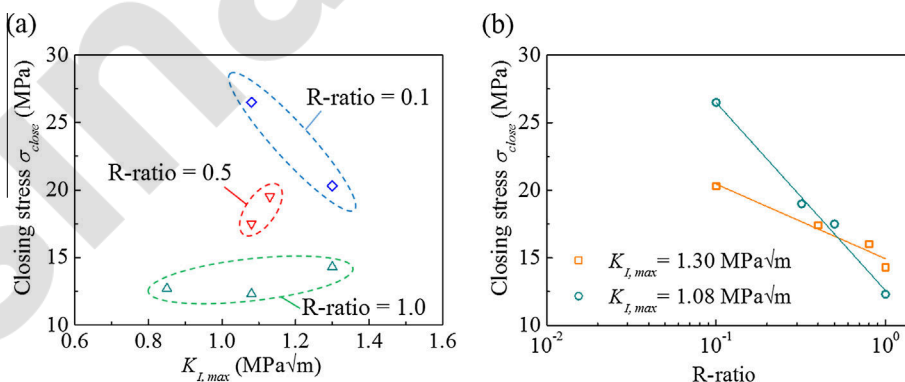 (a)
Closing stress σclose (MPa)
30
25
20
15
10
R-ratio = 0.1
R-ratio = 0.5
R-ratio = 1.0
0.6 0.8 1.0 1.2 1.4 1.6
KI, max (MPa√m)
(b)
Closing stress σclose (MPa)
30
25
20
15
10
KI, max = 1.30 MPa√m
KI, max = 1.08 MPa√m
10-2 10-1 100
R-ratio